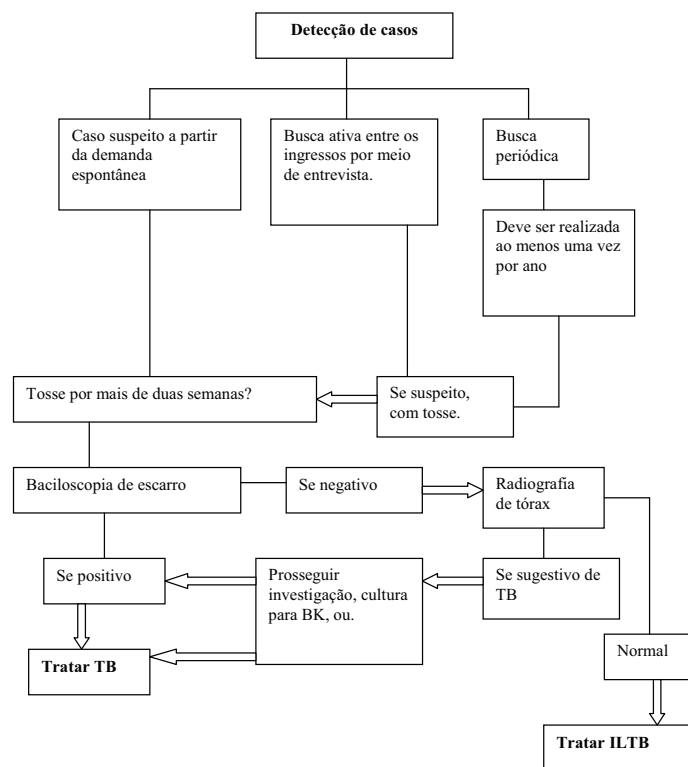 Detecção de casos
Caso suspeito a partir
da demanda
espontânea
Busca ativa entre os
ingressos por meio
de entrevista.
Busca
periódica
Deve ser realizada
ao menos uma vez
por ano
Tosse por mais de duas semanas?
Se suspeito,
com tosse.
Baciloscopia de escarro
Se negativo
Radiografia
de tórax
Se positivo
Prosseguir
investigação, cultura
para BK, ou.
Se sugestivo de
TB
Tratar TB
Normal
Tratar ILTB